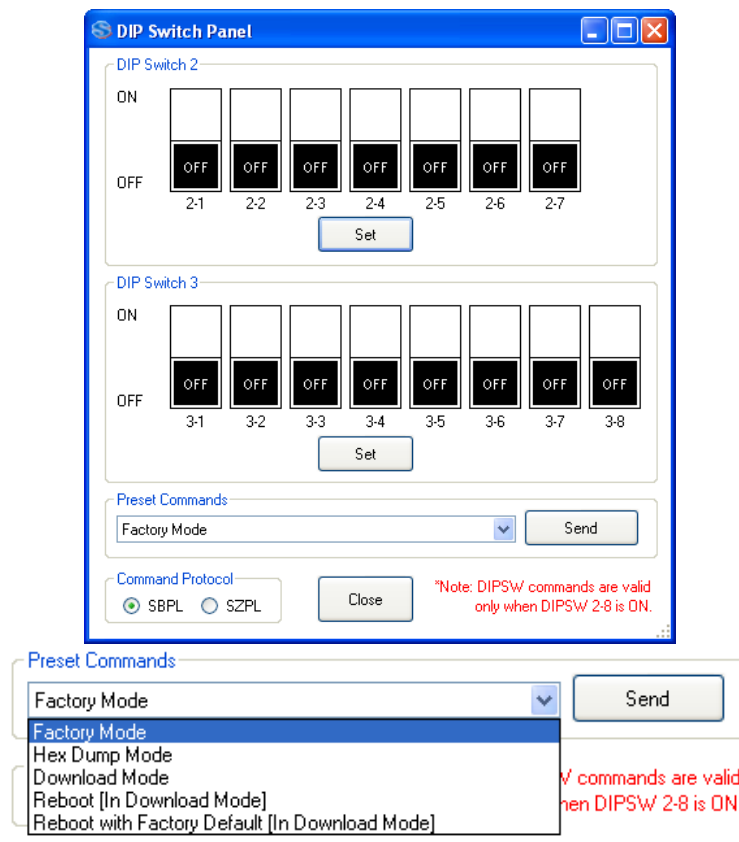 DIP Switch Panel
DIP Switch 2
ON
OFF OFF OFF OFF OFF OFF OFF
OFF
2-1 2-2 2-3 2-4 2-5 2-6 2-7
Set
DIP Switch 3
ON
OFF OFF OFF OFF OFF OFF OFF OFF
OFF
3-1 3-2 3-3 3-4 3-5 3-6 3-7 3-8
Set
Preset Commands
Factory Mode Send
Command Protocol
SBPL SZPL
Close
*Note: DIPSW commands are valid
only when DIPSW 2-8 is ON.
Preset Commands
Factory Mode Send
Factory Mode
Hex Dump Mode
Download Mode
Reboot [In Download Mode]
Reboot with Factory Default [In Download Mode]
commands are valid
DIPSW 2-8 is ON